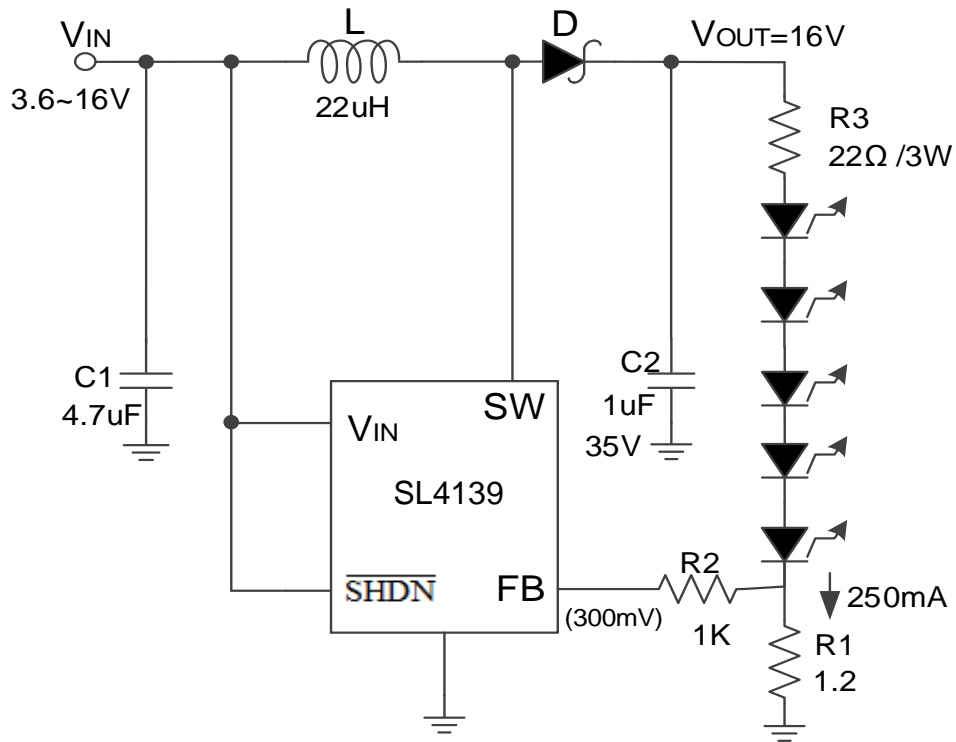 VIN
3.6~16V
L
22uH
D
VOUT=16V
R3
22Ω /3W
C1
4.7uF
C2
1uF
35V
VIN
SW
SL4139
SHDN
FB
(300mV)
R2
1K
250mA
R1
1.2